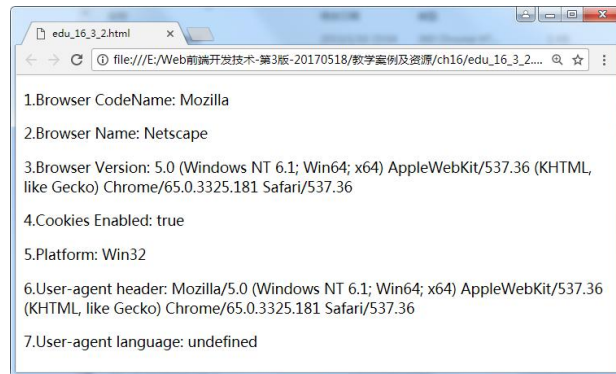 edu_16_3_2.html
file:///E:/Web前端开发技术-第3版-20170518/教学案例及资源/ch16/edu_16_3_2....
1.Browser CodeName: Mozilla
2.Browser Name: Netscape
3.Browser Version: 5.0 (Windows NT 6.1; Win64; x64) AppleWebKit/537.36 (KHTML,
like Gecko) Chrome/65.0.3325.181 Safari/537.36
4.Cookies Enabled: true
5.Platform: Win32
6.User-agent header: Mozilla/5.0 (Windows NT 6.1; Win64; x64) AppleWebKit/537.36
(KHTML, like Gecko) Chrome/65.0.3325.181 Safari/537.36
7.User-agent language: undefined